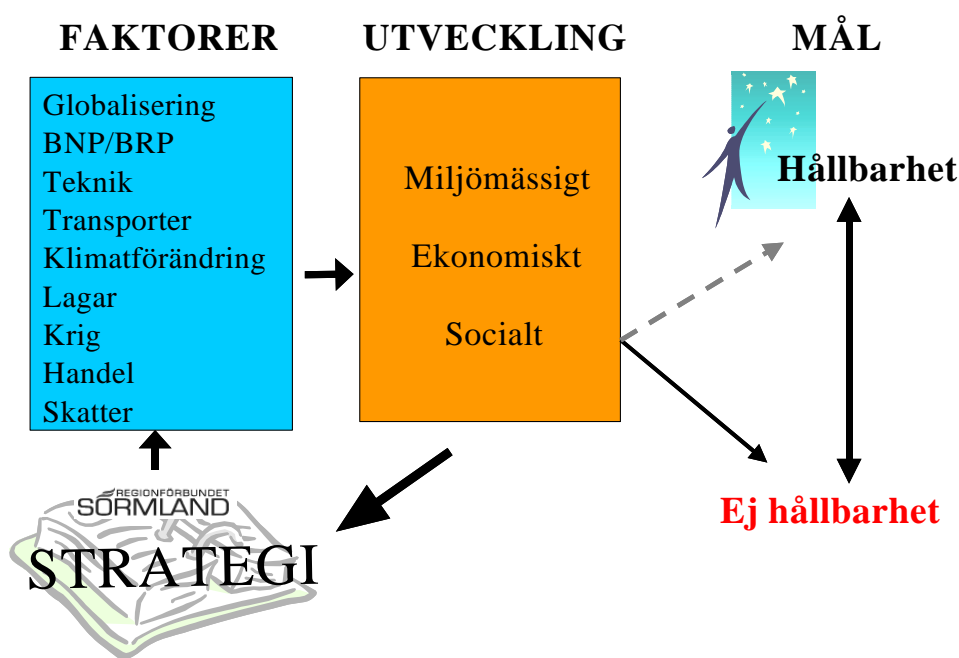 FAKTORER
Globalisering
BNP/BRP
Teknik
Transporter
Klimatförändring
Lagar
Krig
Handel
Skatter
UTVECKLING
Miljömässigt
Ekonomiskt
Socialt
MÅL
Hållbarhet
Ej hållbarhet
REGIONFÖRBUNDET
SÖRMLAND
STRATEGI